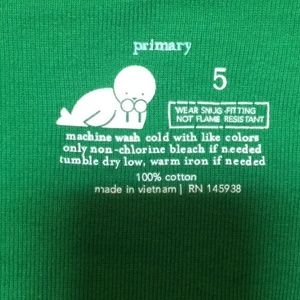 primary
5
WEAR SNUG-FITTING
NOT FLAME RESISTANT
machine wash cold with like colors
only non-chlorine bleach if needed
tumble dry low, warm iron if needed
100% cotton
made in vietnam | RN 145938